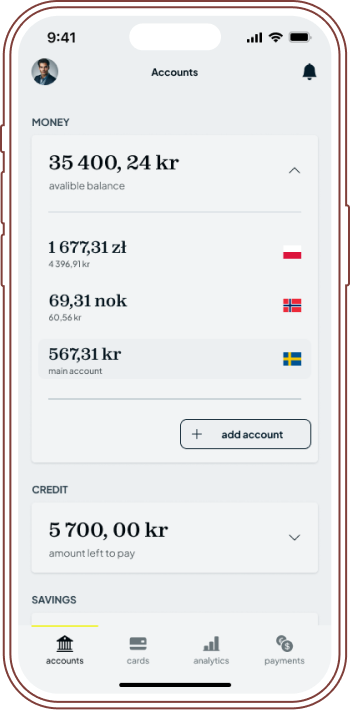 9:41
Accounts
MONEY
35 400, 24 kr
avalible balance
1 677,31 zł
4 396,91 kr
69,31 nok
60,56 kr
567,31 kr
main account
+ add account
CREDIT
5 700, 00 kr
amount left to pay
SAVINGS
accounts cards analytics payments